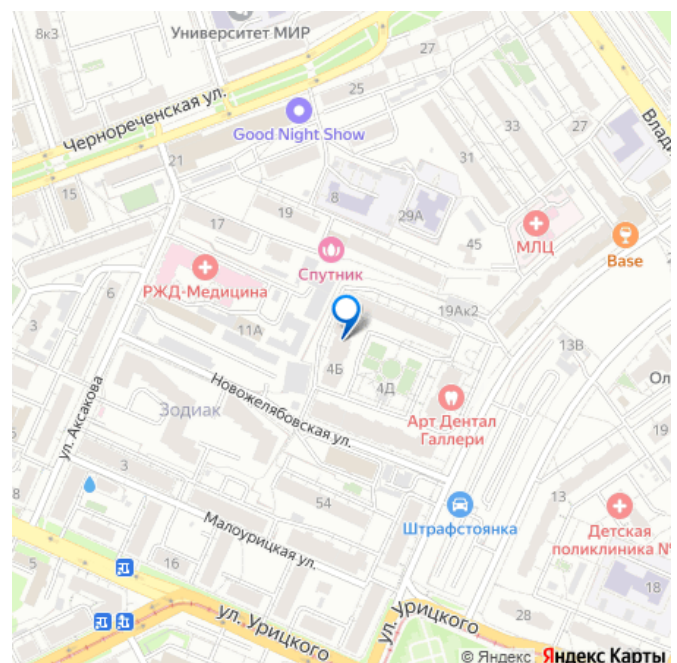 8к3
Университет МИР
27
25
Чернореченская ул.
Good Night Show
33
27
Влади
21
31
15
8
17
19
29А
45
МЛЦ
Base
Спутник
РЖД-Медицина
6
3
11А
19Ак2
13В
4Б
4Д
Ол
Новожелябовская ул.
Зодиак
ул. Аксакова
Арт Дентал
Галлери
19
8
3
13
54
Штрафстоянка
Малоурицкая ул.
Детская
поликлиника №
16
18
ул. Урицкого
ул. Урицкого
28
© Яндекс Яндекс Карты